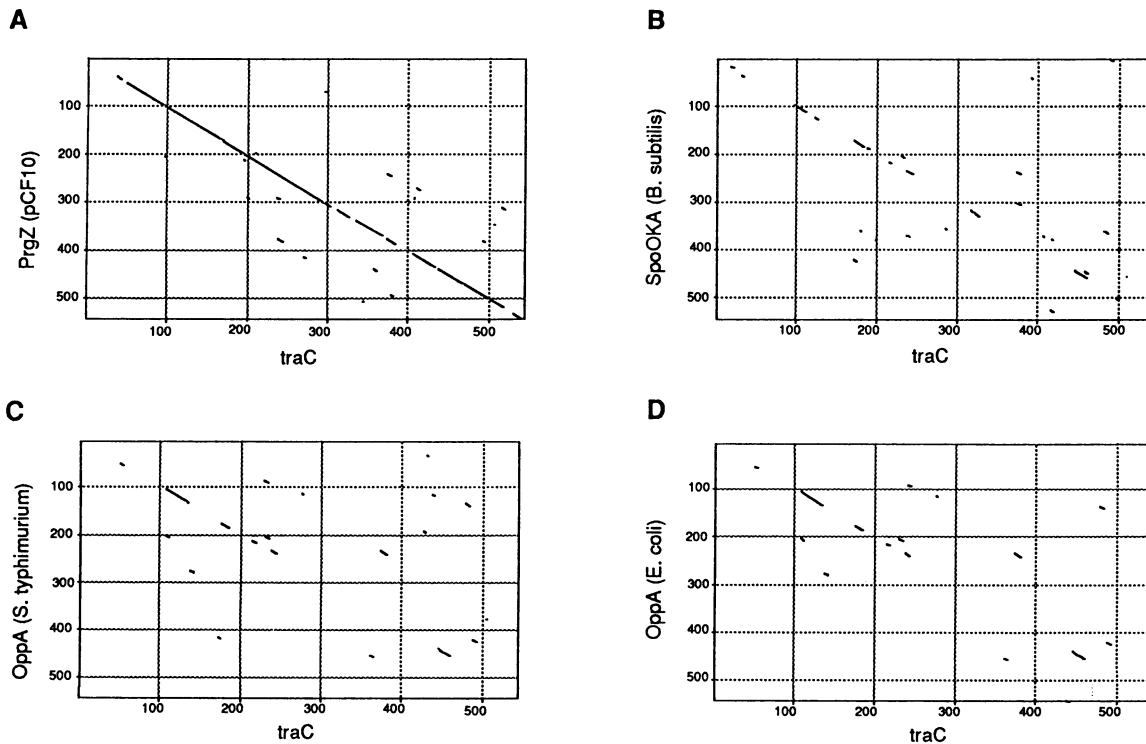 A
PrgZ (pCF10)
100
200
300
400
500
100 200 300 400 500
traC
B
SpoOKA (B. subtilis)
100
200
300
400
500
100 200 300 400 500
traC
C
OppA (S. typhimurium)
100
200
300
400
500
100 200 300 400 500
traC
D
OppA (E. coli)
100
200
300
400
500
100 200 300 400 500
traC